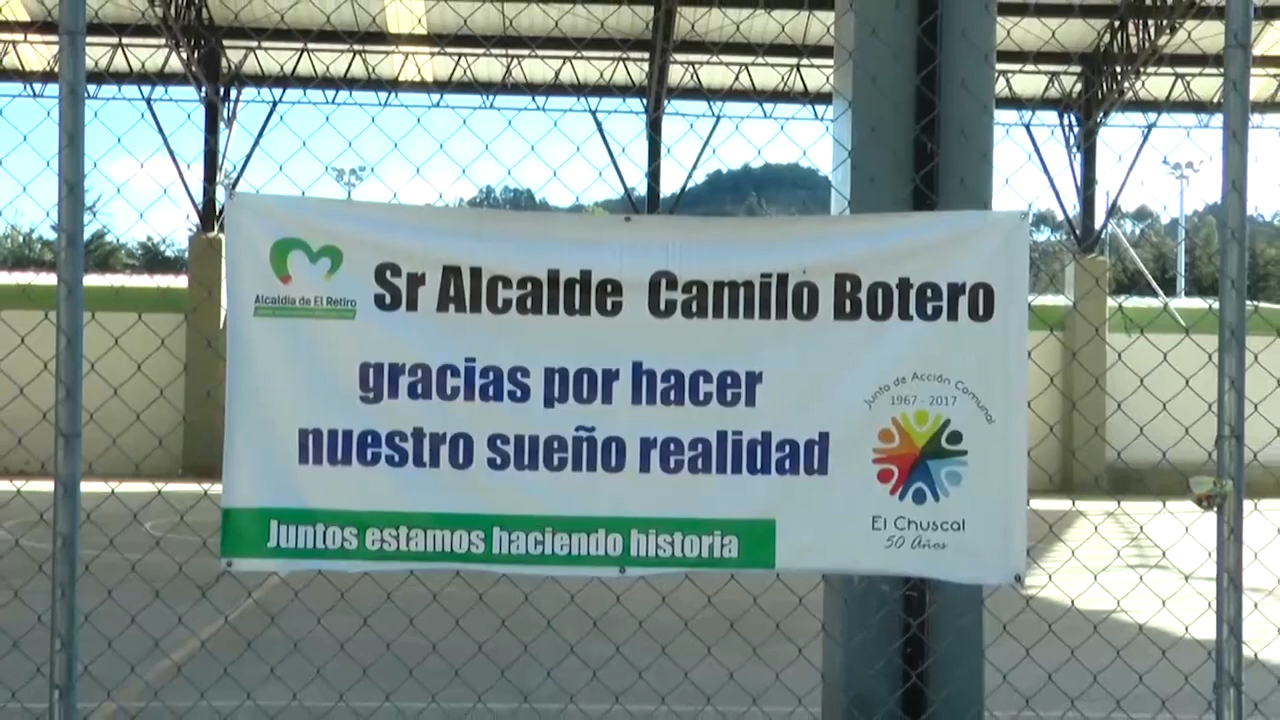 Alcaldía de El Retiro
Sr Alcalde Camilo Botero
gracias por hacer
nuestro sueño realidad
Juntos estamos haciendo historia
Junta de Acción Comunal
1967 - 2017
El Chuscal
50 Años